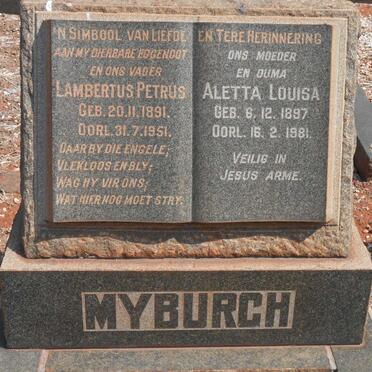 'N SIMBOOL VAN LIEFDE
AAN MY DIERBARE EGGENOOT
EN ONS VADER
LAMBERTUS PETRUS
GEB. 20.11.1891.
OORL. 31.7.1951.
DAAR BY DIE ENGELE;
VLEKLOOS EN BLY;
WAG HY VIR ONS,
WAT HIER NOG MOET STRY.
EN TERE HERINNERING
ONS MOEDER
EN OUMA
ALETTA LOUISA
GEB. 6. 12. 1897
OORL. 16. 2. 1981.
VEILIG IN
JESUS ARME.
MYBURGH